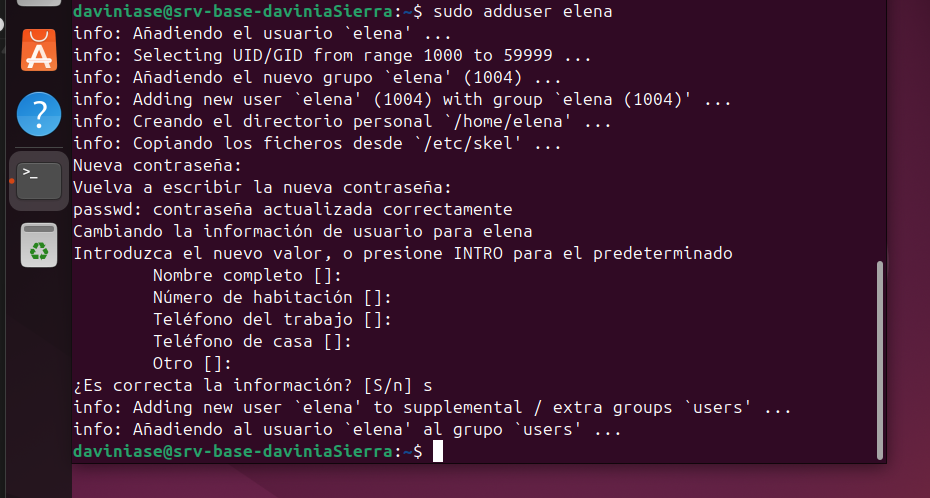 daviniase@srv-base-daviniaSierra:~$ sudo adduser elena
info: Añadiendo el usuario `elena' ...
info: Selecting UID/GID from range 1000 to 59999 ...
info: Añadiendo el nuevo grupo `elena' (1004) ...
info: Adding new user `elena' (1004) with group `elena (1004)' ...
info: Creando el directorio personal `/home/elena' ...
info: Copiando los ficheros desde `/etc/skel' ...
Nueva contraseña:
Vuelva a escribir la nueva contraseña:
passwd: contraseña actualizada correctamente
Cambiando la información de usuario para elena
Introduzca el nuevo valor, o presione INTRO para el predeterminado
Nombre completo []:
Número de habitación []:
Teléfono del trabajo []:
Teléfono de casa []:
Otro []:
¿Es correcta la información? [S/n] s
info: Adding new user `elena' to supplemental / extra groups `users' ...
info: Añadiendo al usuario `elena' al grupo `users' ...
daviniase@srv-base-daviniaSierra:~$